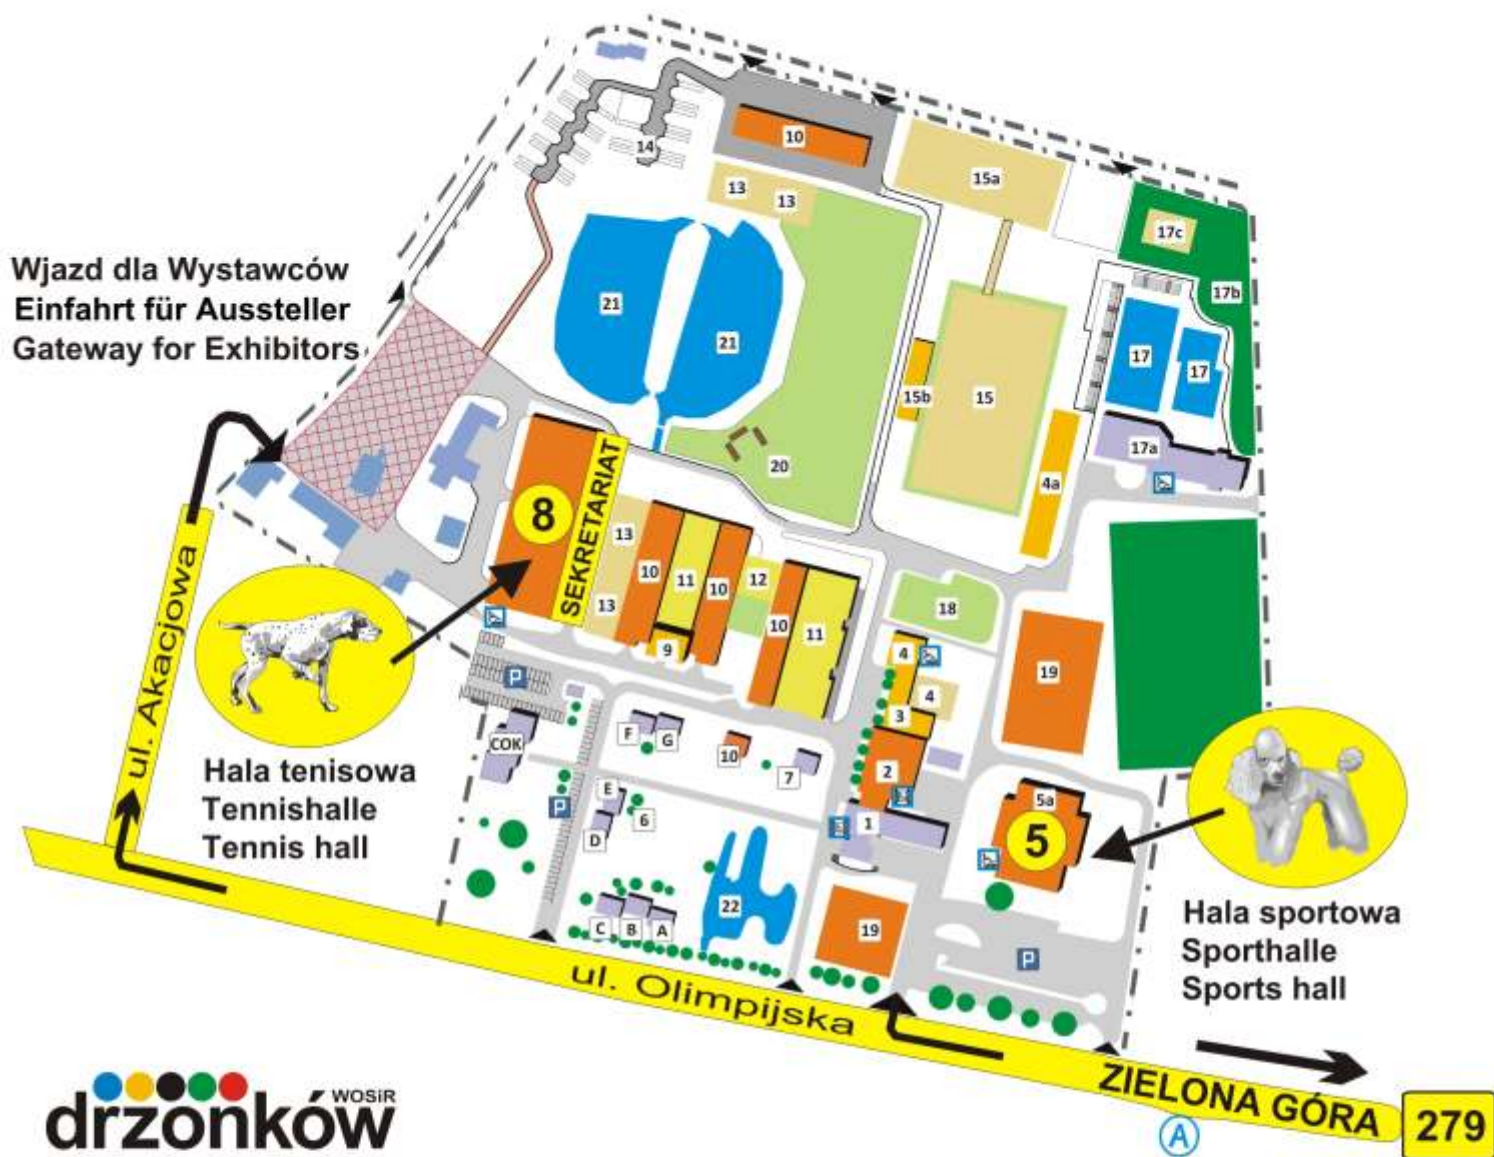 10
14
15a
13
13
17c
Wjazd dla Wystawców
Einfahrt für Aussteller
Gateway for Exhibitors
17b
21
21
17
17
15b
15
17a
20
4a
8
SEKRETARIAT
13
10
11
10
12
13
10
11
9
18
4
4
3
19
ul. Akacjowa
P
F
G
COK
10
7
2
Hala tenisowa
Tennishalle
Tennis hall
E
6
D
P
1
5a
5
C
B
A
22
19
P
Hala sportowa
Sporthalle
Sports hall
ul. Olimpijska
ZIELONA GÓRA
279
A
WOSiR
drzonków